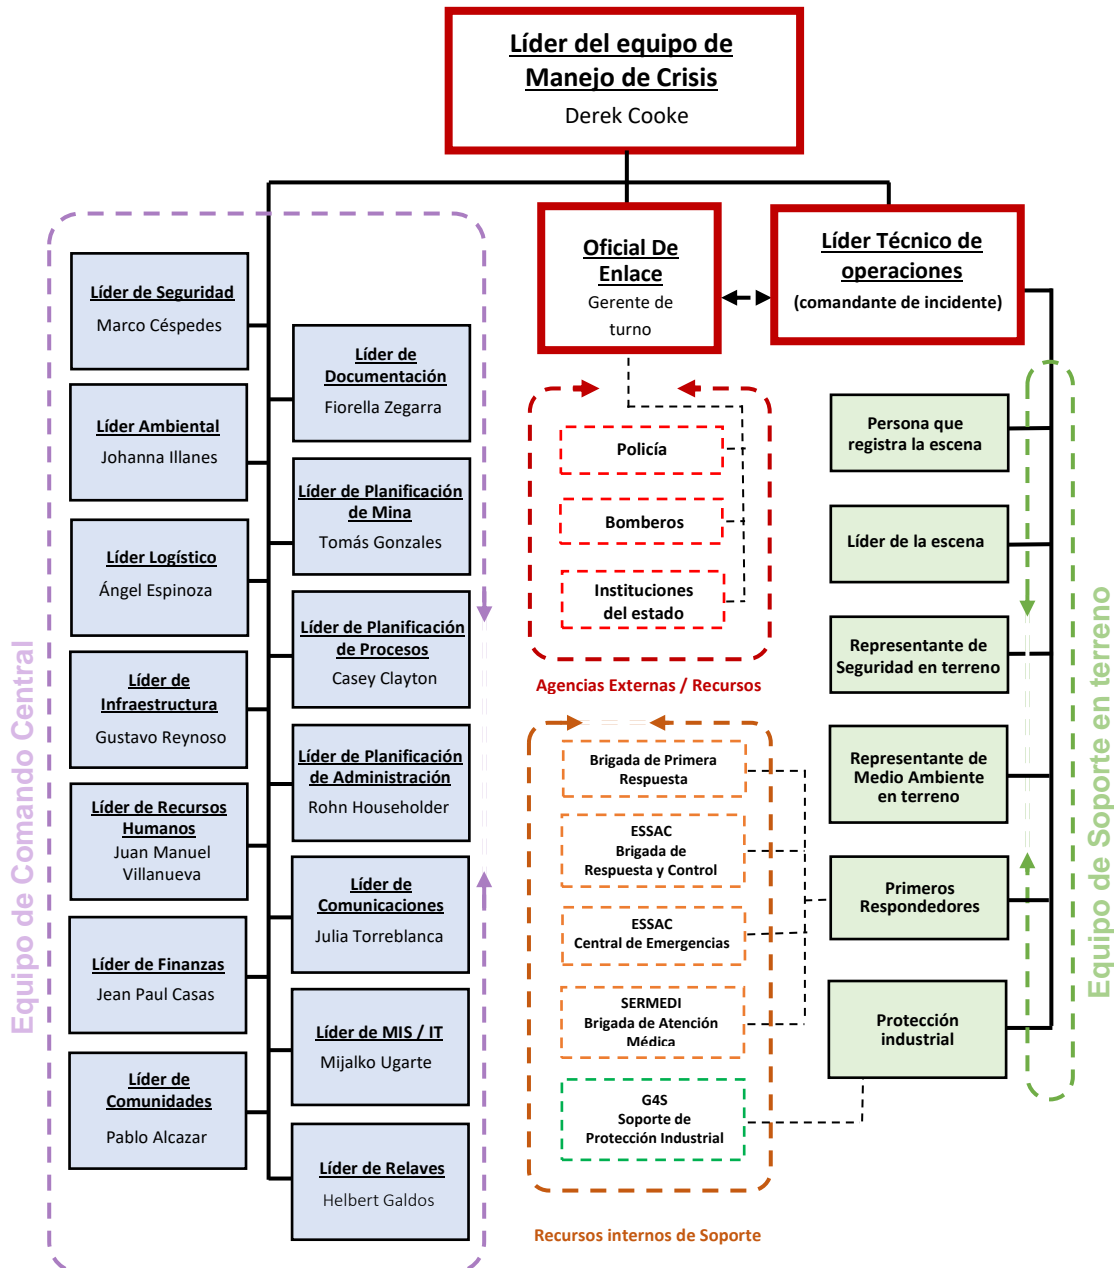 Líder del equipo de
Manejo de Crisis
Derek Cooke
Oficial De
Enlace
Gerente de
turno
Líder Técnico de
operaciones
(comandante de incidente)
Equipo de Comando Central
Líder de Seguridad
Marco Céspedes
Líder Ambiental
Johanna Illanes
Líder Logístico
Ángel Espinoza
Líder de
Infraestructura
Gustavo Reynoso
Líder de Recursos
Humanos
Juan Manuel
Villanueva
Líder de Finanzas
Jean Paul Casas
Líder de
Comunidades
Pablo Alcazar
Líder de
Documentación
Fiorella Zegarra
Líder de Planificación
de Mina
Tomás Gonzales
Líder de Planificación
de Procesos
Casey Clayton
Líder de Planificación
de Administración
Rohn Householder
Líder de
Comunicaciones
Julia Torreblanca
Líder de MIS / IT
Mijalko Ugarte
Líder de Relaves
Helbert Galdos
Policía
Bomberos
Instituciones
del estado
Agencias Externas / Recursos
Brigada de Primera
Respuesta
ESSAC
Brigada de
Respuesta y Control
ESSAC
Central de Emergencias
SERMEDI
Brigada de Atención
Médica
G4S
Soporte de
Protección Industrial
Recursos internos de Soporte
Persona que
registra la escena
Líder de la escena
Representante de
Seguridad en terreno
Representante de
Medio Ambiente
en terreno
Primeros
Respondedores
Protección
industrial
Equipo de Soporte en terreno